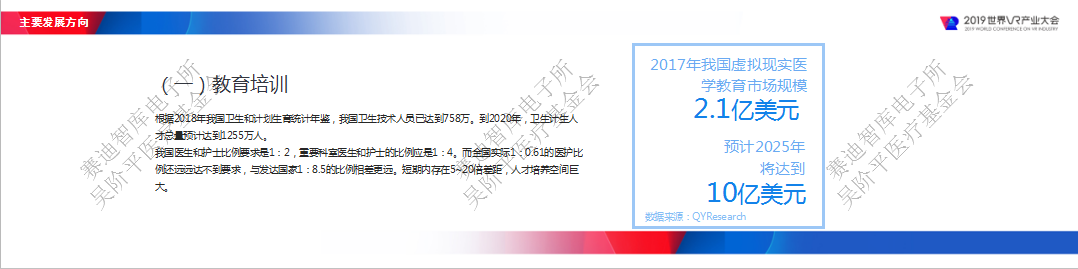 主要发展方向
2019世界VR产业大会
2019 WORLD CONFERENCE ON VR INDUSTRY
（一）教育培训
根据2018年我国卫生和计划生育统计年鉴，我国卫生技术人员已达到758万。到2020年，卫生计生人
才总量预计达到1255万人。
我国医生和护士比例要求是1：2，重要科室医生和护士的比例应是1：4。而全国实际1：0.61的医护比
例还远远达不到要求，与发达国家1：8.5的比例相差更远。短期内存在5~20倍差距，人才培养空间巨
大。
2017年我国虚拟现实医
学教育市场规模
2.1亿美元
预计2025年
将达到
10亿美元
数据来源：QYResearch
赛迪智库电子所
吴阶平医疗基金会
赛迪智库电子所
吴阶平医疗基金会
赛迪智库电子所
吴阶平医疗基金会